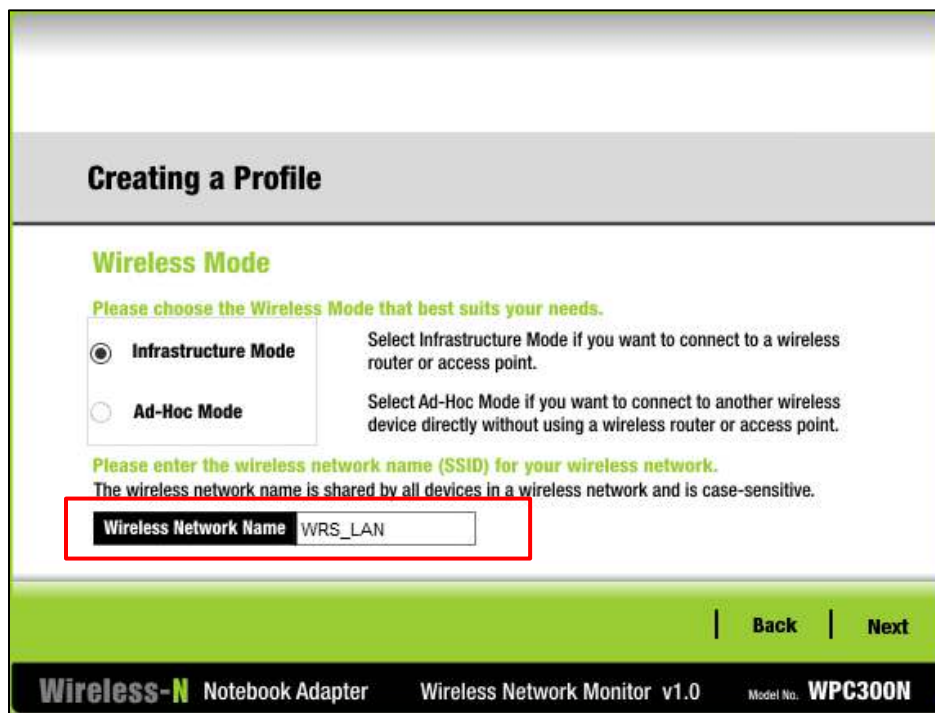 Creating a Profile
Wireless Mode
Please choose the Wireless Mode that best suits your needs.
Infrastructure Mode
Select Infrastructure Mode if you want to connect to a wireless
router or access point.
Ad-Hoc Mode
Select Ad-Hoc Mode if you want to connect to another wireless
device directly without using a wireless router or access point.
Please enter the wireless network name (SSID) for your wireless network.
The wireless network name is shared by all devices in a wireless network and is case-sensitive.
Wireless Network Name WRS_LAN
Back Next
Wireless-N Notebook Adapter Wireless Network Monitor v1.0 Model No. WPC300N